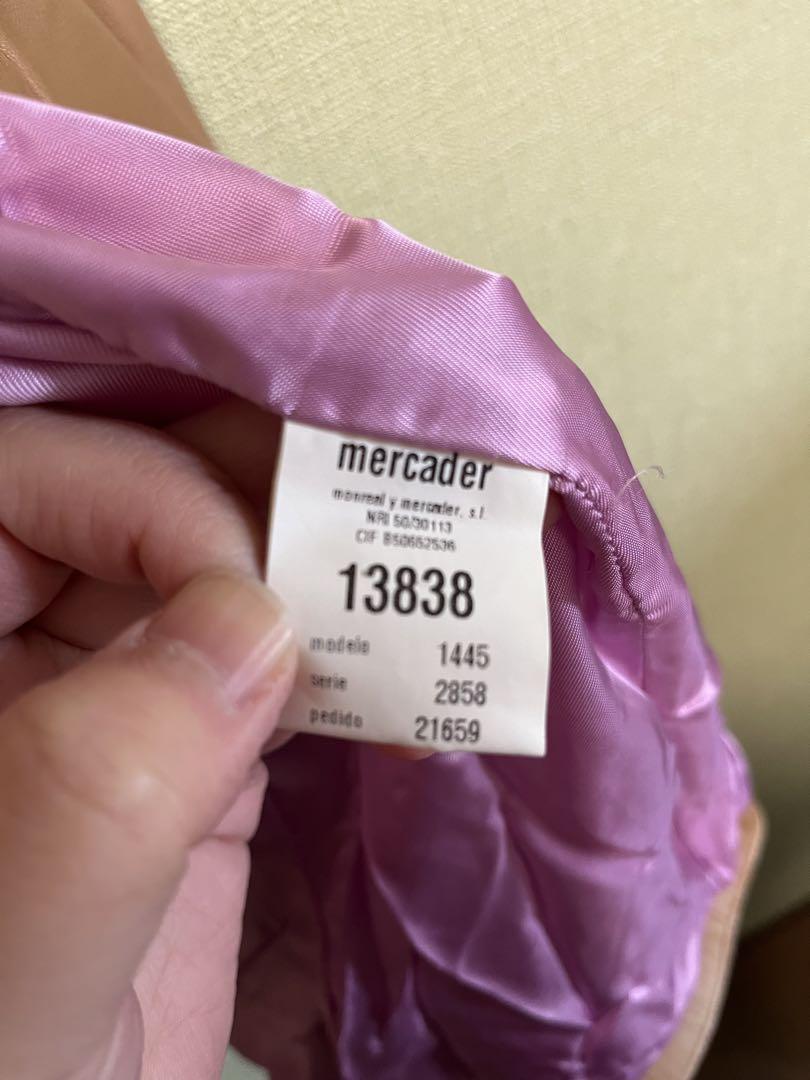 mercader
monreal y mercader, s.l.
NRI 50/30113
CIF B50652536
13838
modelo 1445
serie 2858
pedido 21659